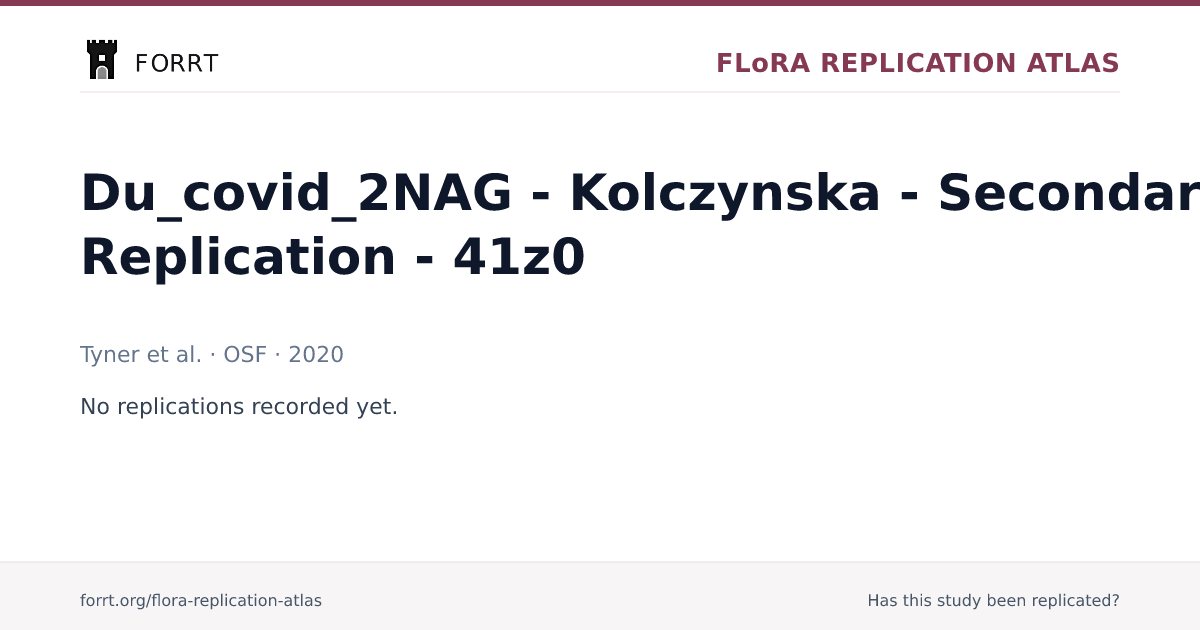 FORRT
FLoRA REPLICATION ATLAS
Du_covid_2NAG - Kolczynska - Secondar
Replication - 41z0
Tyner et al. · OSF · 2020
No replications recorded yet.
forrt.org/flora-replication-atlas
Has this study been replicated?